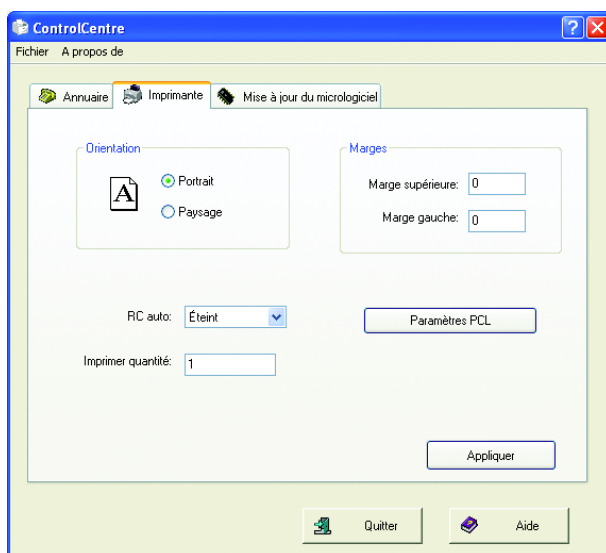 ControlCentre
Fichier A propos de
Annuaire Imprimante Mise à jour du micrologiciel
Orientation
A
Portrait
Paysage
Marges
Marge supérieure: 0
Marge gauche: 0
RC auto: Éteint
Paramètres PCL
Imprimer quantité: 1
Appliquer
Quitter Aide